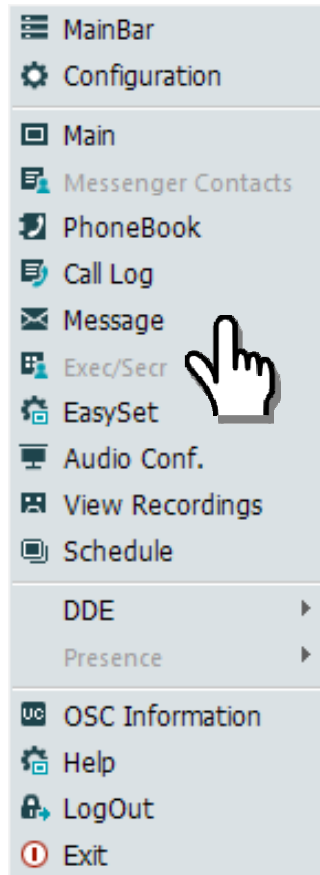 MainBar
Configuration
Main
Messenger Contacts
PhoneBook
Call Log
Message
Exec/Secr
EasySet
Audio Conf.
View Recordings
Schedule
DDE
Presence
UC OSC Information
Help
LogOut
Exit